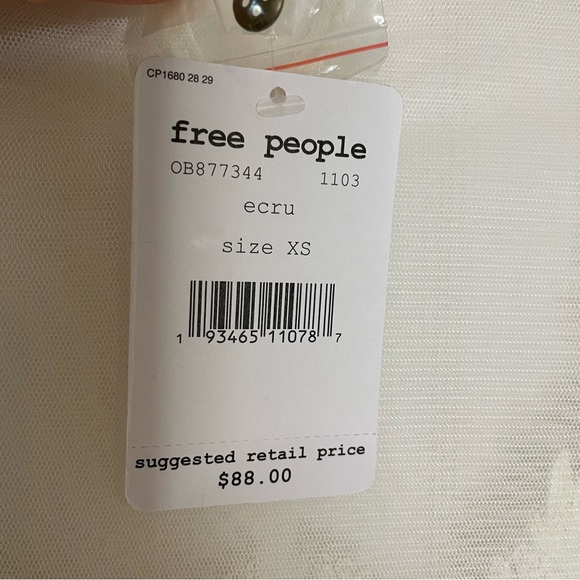 CP1680 28 29
free people
OB877344 1103
ecru
size XS
1 93465 11078 7
suggested retail price
$88.00